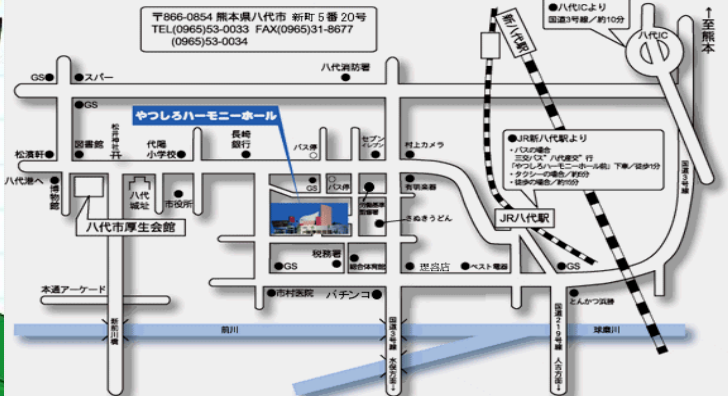 〒866-0854 熊本県八代市 新町５番20号
TEL(0965)53-0033 FAX(0965)31-8677
(0965)53-0034
●八代ICより
国道3号線／約10分
八代IC
↑至熊本
新八代駅
八代消防署
GS
スパー
GS
やつしろハーモニーホール
松井神社
図書館
代陽
小学校
長崎
銀行
バス停
セブン
イレブン
村上カメラ
松濱軒
●JR新八代駅より
・バスの場合
三交バス"八代産交"行
「やつしろハーモニーホール前」下車／徒歩1分
・タクシーの場合／約5分
・徒歩の場合／約15分
国道3号線
八代港へ
博物館
八代
城址
市役所
GS
バス停
有気楽器
労働基準
監督署
さぬきうどん
JR八代駅
八代市厚生会館
税務署
GS
総合体育館
ベスト電器
GS
本通アーケード
市村医院
パチンコ
とんかつ浜勝
新前川橋
前川
国道3号線 水俣方面→
国道219号線 人吉方面→
球磨川